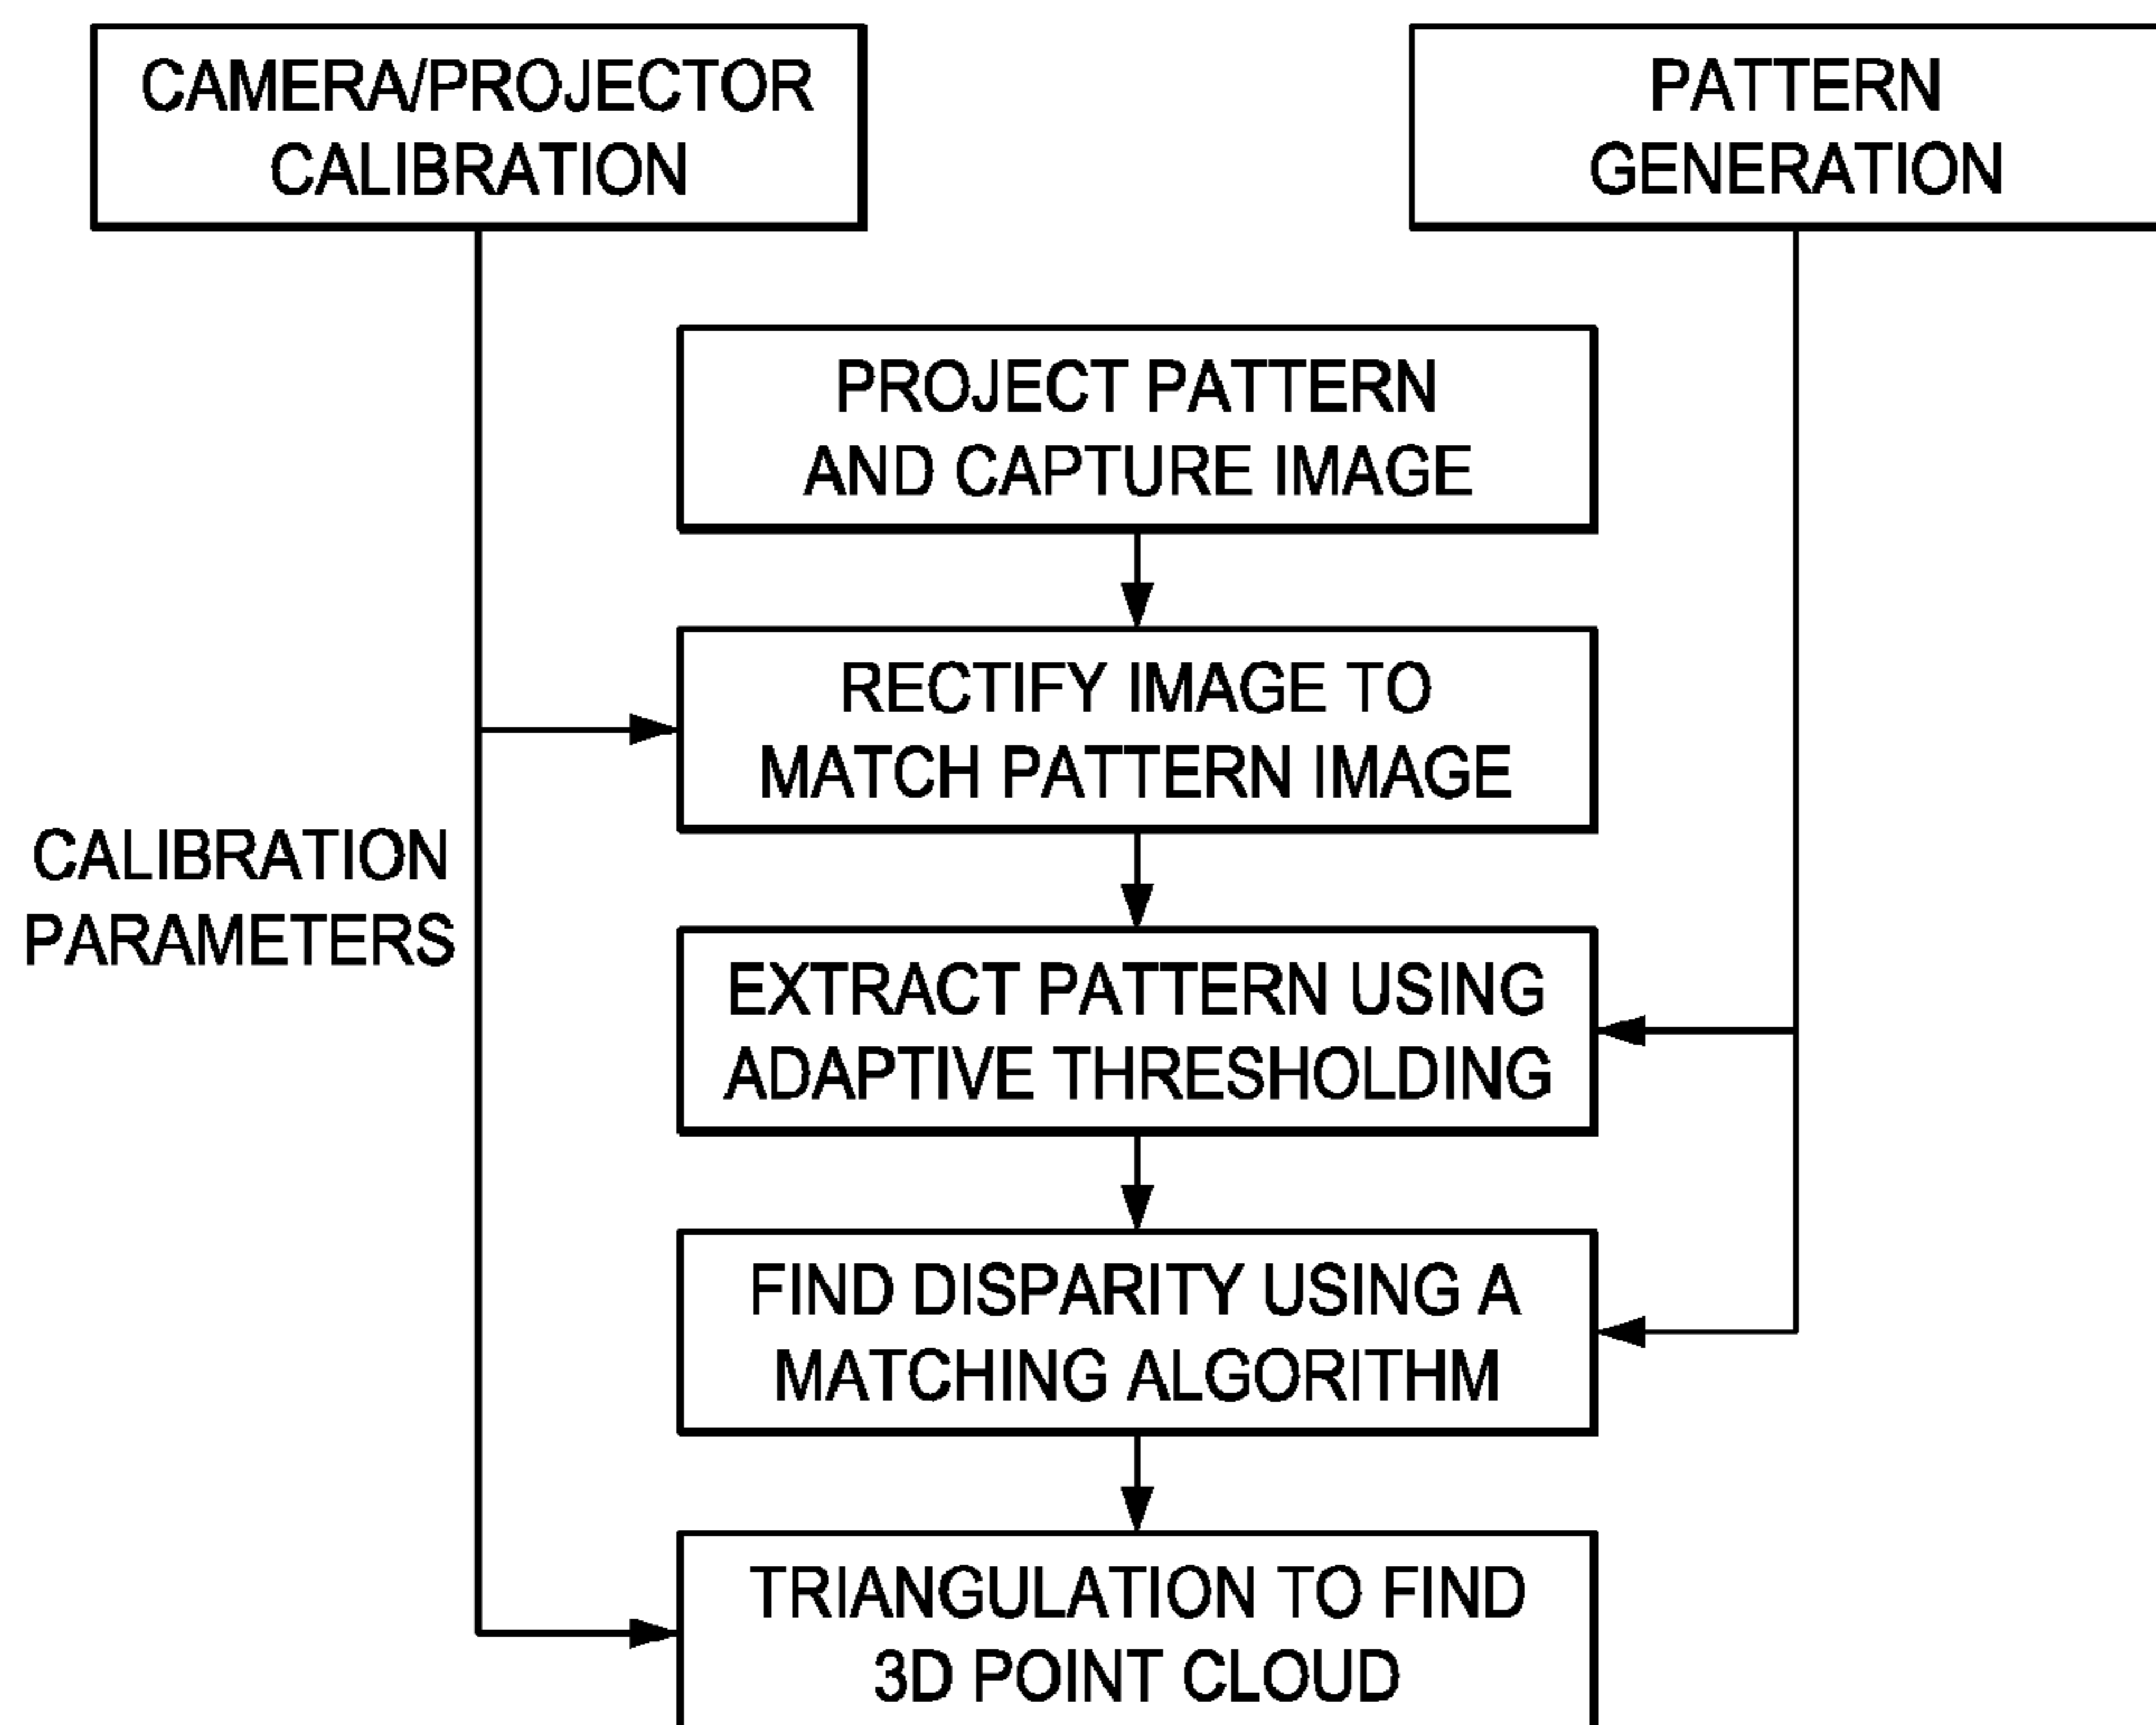 CAMERA/PROJECTOR
CALIBRATION
PATTERN
GENERATION
PROJECT PATTERN
AND CAPTURE IMAGE
RECTIFY IMAGE TO
MATCH PATTERN IMAGE
CALIBRATION
PARAMETERS
EXTRACT PATTERN USING
ADAPTIVE THRESHOLDING
FIND DISPARITY USING A
MATCHING ALGORITHM
TRIANGULATION TO FIND
3D POINT CLOUD